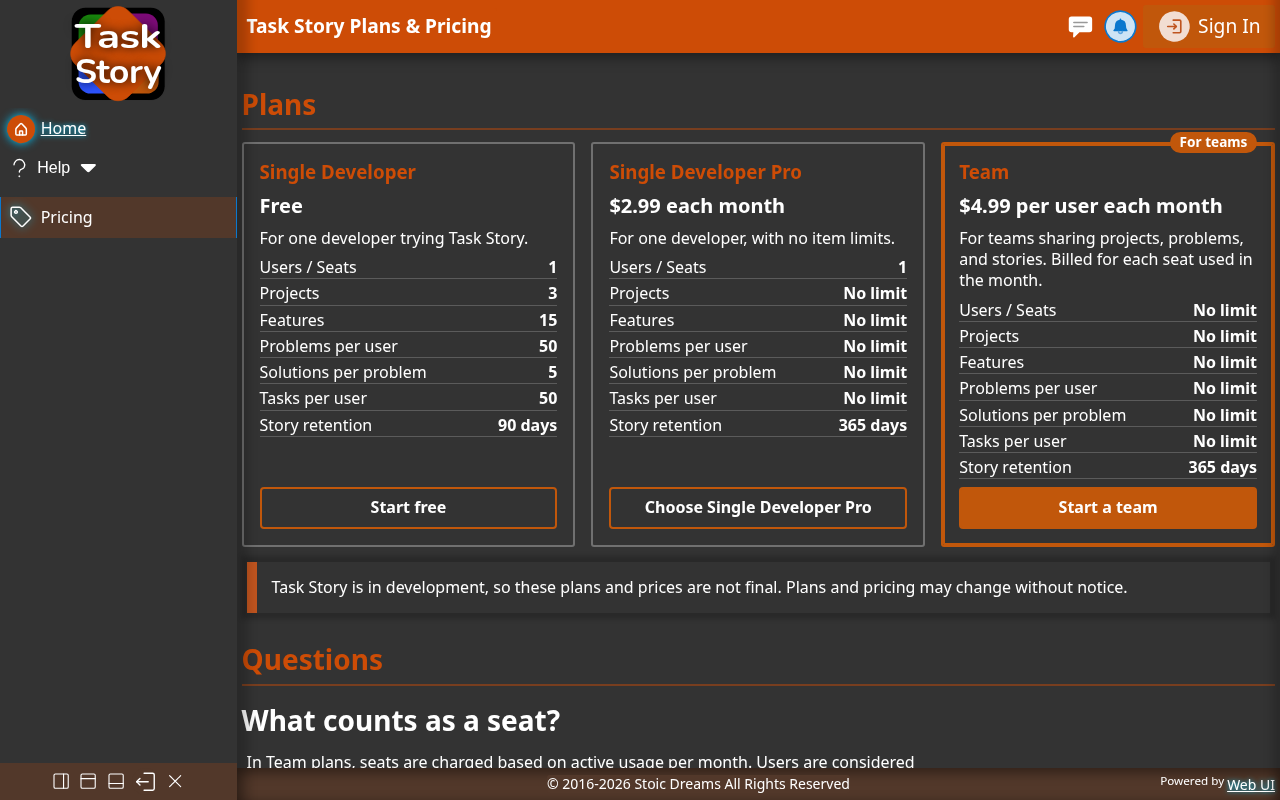 Task
Story
Home
Help
Pricing
Task Story Plans & Pricing
Sign In
Plans
Single Developer
Free
For one developer trying Task Story.
Users / Seats 1
Projects 3
Features 15
Problems per user 50
Solutions per problem 5
Tasks per user 50
Story retention 90 days
Start free
Single Developer Pro
$2.99 each month
For one developer, with no item limits.
Users / Seats 1
Projects No limit
Features No limit
Problems per user No limit
Solutions per problem No limit
Tasks per user No limit
Story retention 365 days
Choose Single Developer Pro
For teams
Team
$4.99 per user each month
For teams sharing projects, problems,
and stories. Billed for each seat used in
the month.
Users / Seats No limit
Projects No limit
Features No limit
Problems per user No limit
Solutions per problem No limit
Tasks per user No limit
Story retention 365 days
Start a team
Task Story is in development, so these plans and prices are not final. Plans and pricing may change without notice.
Questions
What counts as a seat?
In Team plans, seats are charged based on active usage per month. Users are considered
© 2016-2026 Stoic Dreams All Rights Reserved
Powered by Web UI